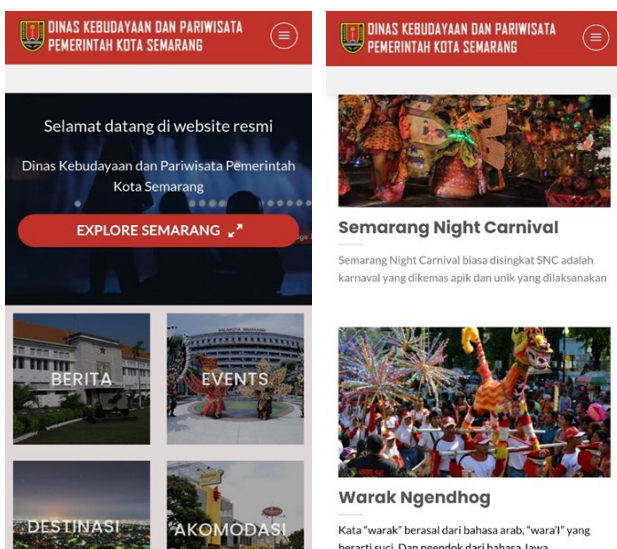 DINAS KEBUDAYAAN DAN PARIWISATA
PEMERINTAH KOTA SEMARANG
Selamat datang di website resmi
Dinas Kebudayaan dan Pariwisata Pemerintah
Kota Semarang
EXPLORE SEMARANG
BERITA
EVENTS
DESTINASI
AKOMODASI
DINAS KEBUDAYAAN DAN PARIWISATA
PEMERINTAH KOTA SEMARANG
Semarang Night Carnival
Semarang Night Carnival biasa disingkat SNC adalah
karnaval yang dikemas apik dan unik yang dilaksanakan
Warak Ngendhog
Kata "warak" berasal dari bahasa arab, "wara'I" yang
berarti suci. Dan ngendok dari bahasa Jawa